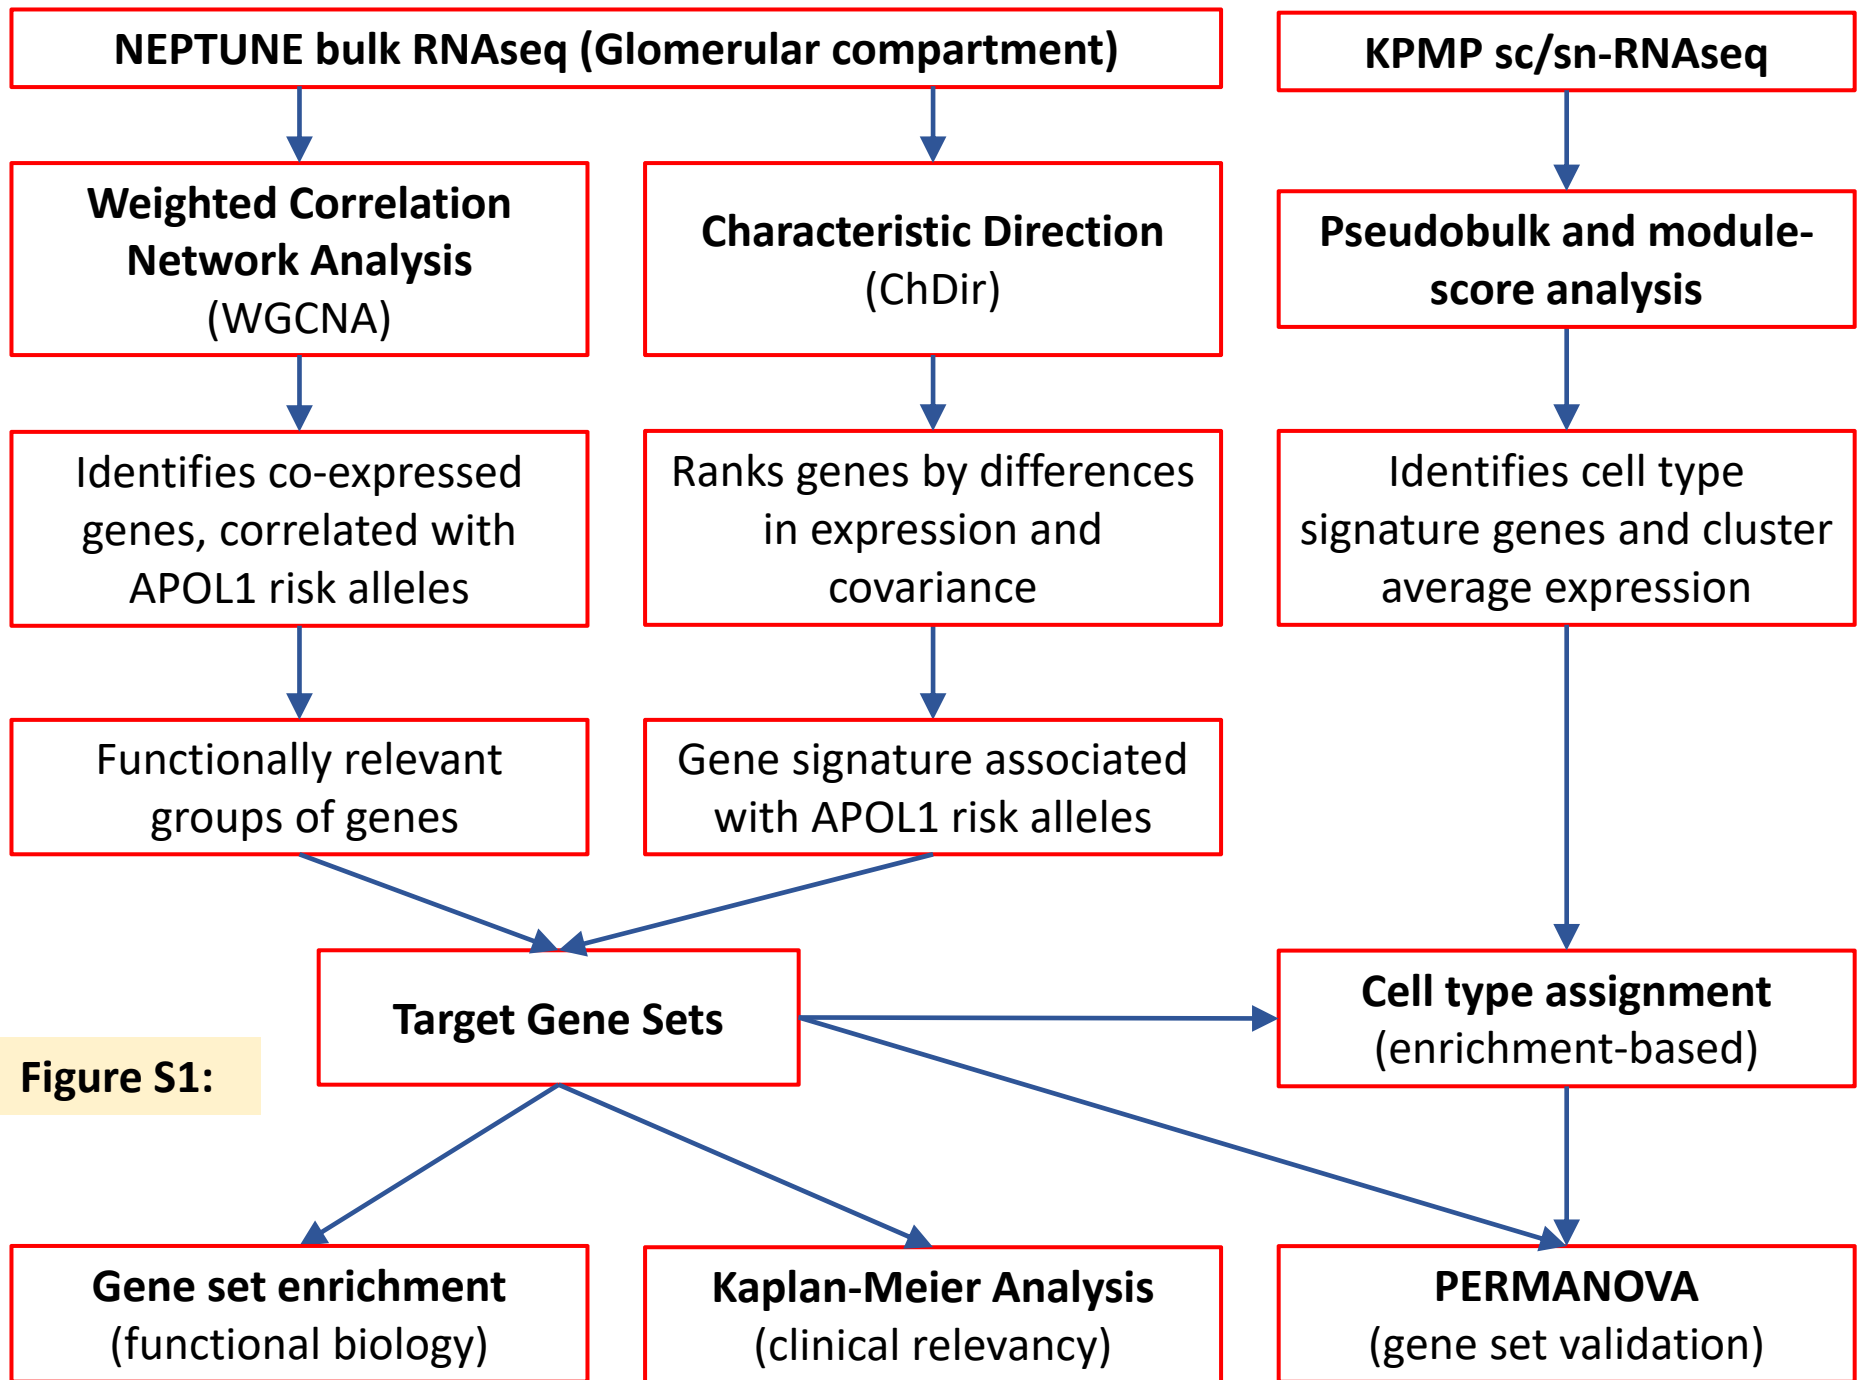 NEPTUNE bulk RNAseq (Glomerular compartment)
KPMP sc/sn-RNAseq
Weighted Correlation
Network Analysis
(WGCNA)
Characteristic Direction
(ChDir)
Pseudobulk and module-
score analysis
Identifies co-expressed
genes, correlated with
APOL1 risk alleles
Ranks genes by differences
in expression and
covariance
Identifies cell type
signature genes and cluster
average expression
Functionally relevant
groups of genes
Gene signature associated
with APOL1 risk alleles
Target Gene Sets
Cell type assignment
(enrichment-based)
Figure S1:
Gene set enrichment
(functional biology)
Kaplan-Meier Analysis
(clinical relevancy)
PERMANOVA
(gene set validation)